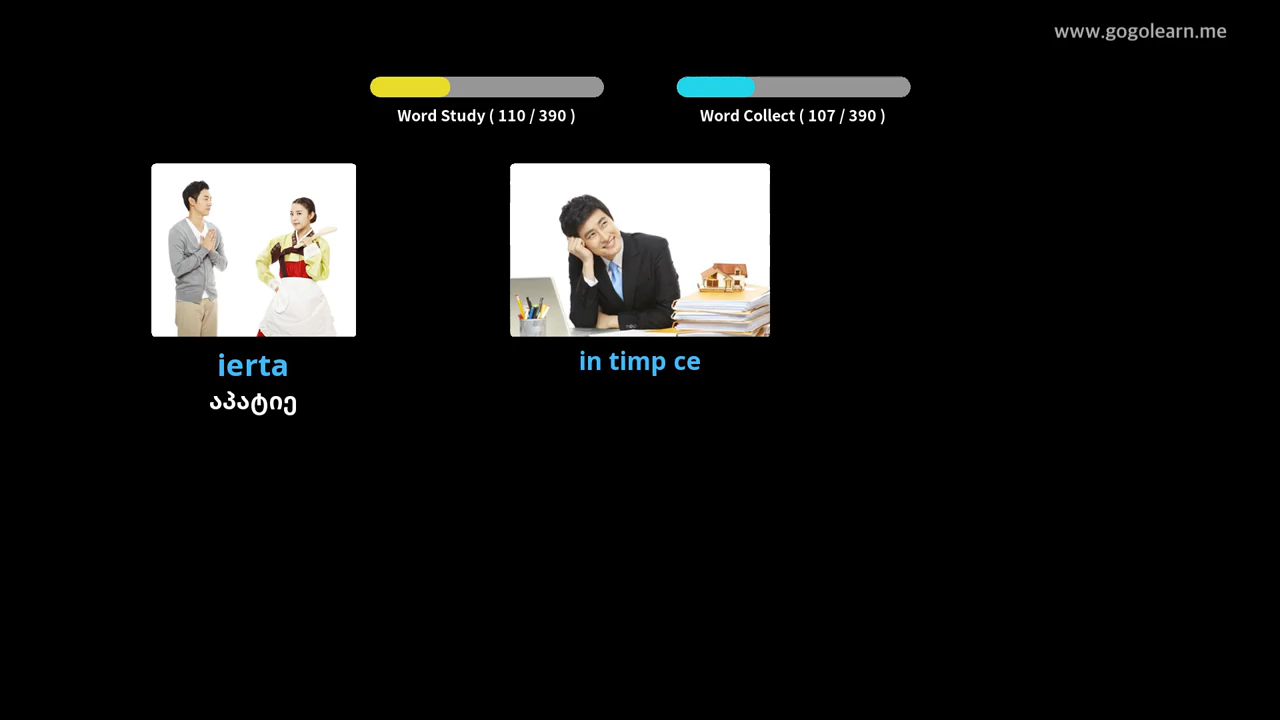 www.gogolearn.me
Word Study ( 110 / 390 )
Word Collect ( 107 / 390 )
ierta
in timp ce
აპატიე